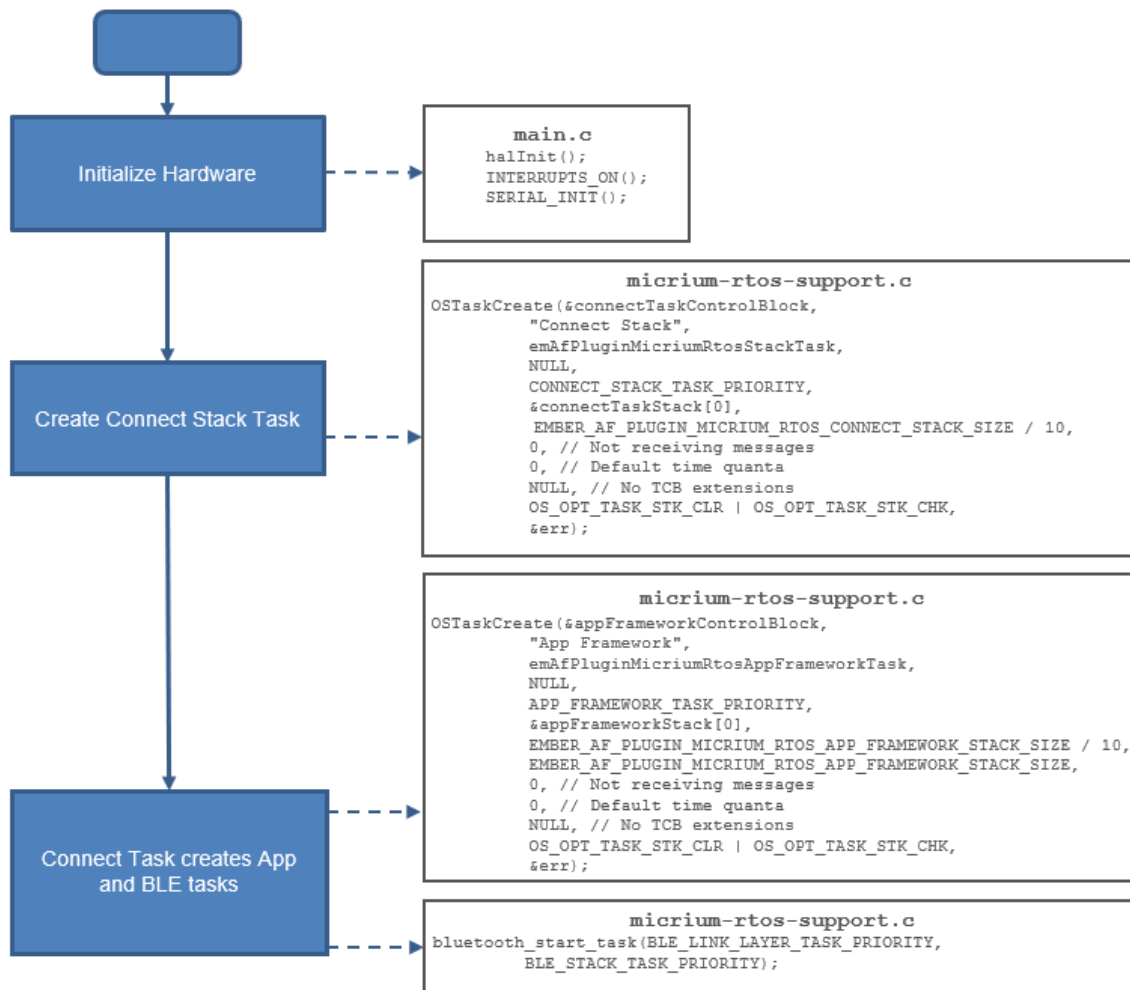 Initialize Hardware
main.c
halInit();
INTERRUPTS_ON();
SERIAL_INIT();
Create Connect Stack Task
micrium-rtos-support.c
OSTaskCreate(&connectTaskControlBlock,
"Connect Stack",
emAfPluginMicriumRtosStackTask,
NULL,
CONNECT_STACK_TASK_PRIORITY,
&connectTaskStack[0],
EMBER_AF_PLUGIN_MICRIUM_RTOS_CONNECT_STACK_SIZE / 10,
0, // Not receiving messages
0, // Default time quanta
NULL, // No TCB extensions
OS_OPT_TASK_STK_CLR | OS_OPT_TASK_STK_CHK,
&err);
Connect Task creates App
and BLE tasks
micrium-rtos-support.c
OSTaskCreate(&appFrameworkControlBlock,
"App Framework",
emAfPluginMicriumRtosAppFrameworkTask,
NULL,
APP_FRAMEWORK_TASK_PRIORITY,
&appFrameworkStack[0],
EMBER_AF_PLUGIN_MICRIUM_RTOS_APP_FRAMEWORK_STACK_SIZE / 10,
EMBER_AF_PLUGIN_MICRIUM_RTOS_APP_FRAMEWORK_STACK_SIZE,
0, // Not receiving messages
0, // Default time quanta
NULL, // No TCB extensions
OS_OPT_TASK_STK_CLR | OS_OPT_TASK_STK_CHK,
&err);
micrium-rtos-support.c
bluetooth_start_task(BLE_LINK_LAYER_TASK_PRIORITY,
BLE_STACK_TASK_PRIORITY);